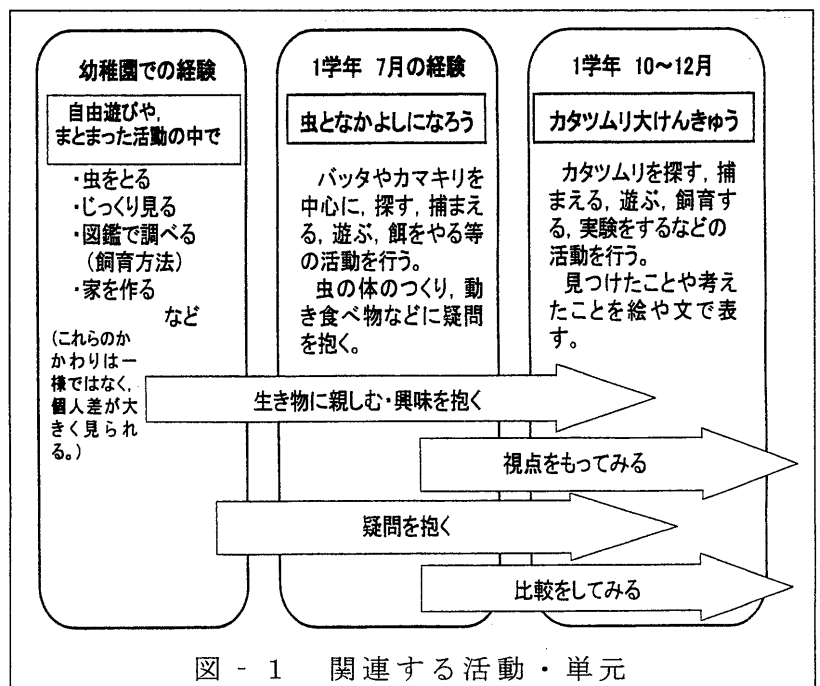 幼稚園での経験
自由遊びや,
まとまった活動の中で
・虫をとる
・じっくり見る
・図鑑で調べる
（飼育方法）
・家を作る
など
(これらのか
かわりは一
様ではなく,
個人差が大
きく見られ
る。)
1学年 7月の経験
虫となかよしになろう
バッタやカマキリを
中心に, 探す, 捕まえ
る, 遊ぶ, 餌をやる等
の活動を行う。
虫の体のつくり, 動
き食べ物などに疑問
を抱く。
1学年 10～12月
カタツムリ大けんきゅう
カタツムリを探す, 捕
まえる, 遊ぶ, 飼育す
る, 実験をするなどの
活動を行う。
見つけたことや考え
たことを絵や文で表
す。
生き物に親しむ・興味を抱く
視点をもってみる
疑問を抱く
比較をしてみる
図 - 1 関連する活動・単元